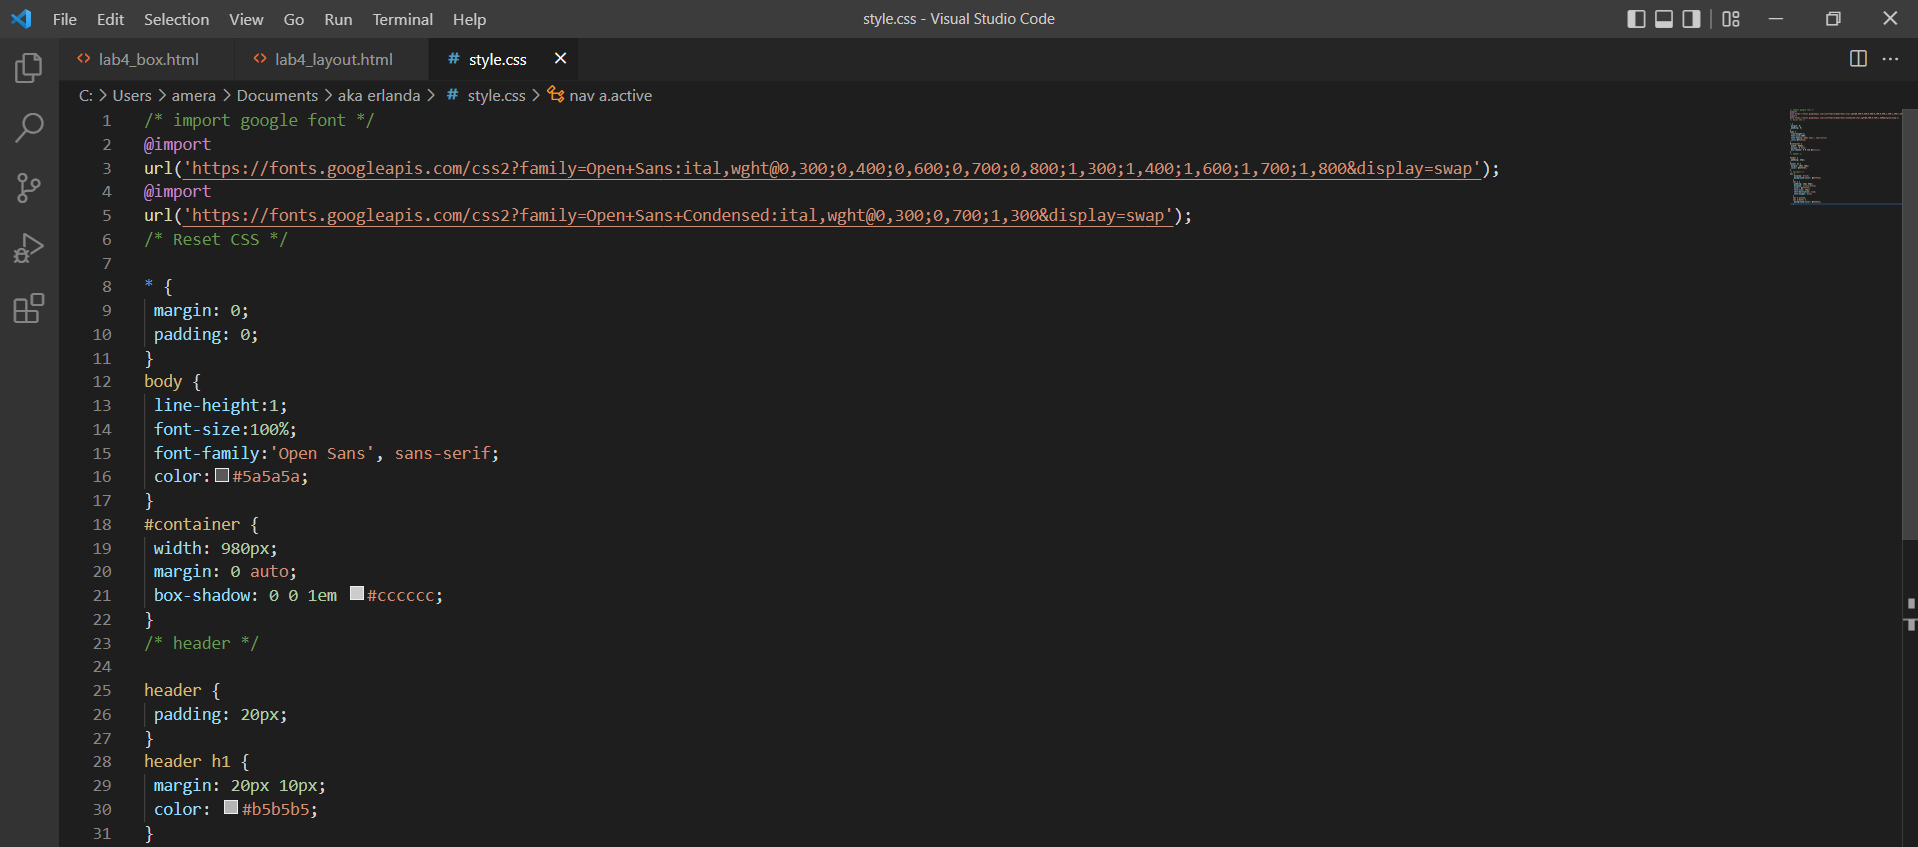 File Edit Selection View Go Run Terminal Help style.css - Visual Studio Code
lab4_box.html lab4_layout.html # style.css
C: > Users > amera > Documents > aka erlanda > # style.css > nav a.active
1 /* import google font */
2 @import
3 url('https://fonts.googleapis.com/css2?family=Open+Sans:ital,wght@0,300;0,400;0,600;0,700;0,800;1,300;1,400;1,600;1,700;1,800&display=swap');
4 @import
5 url('https://fonts.googleapis.com/css2?family=Open+Sans+Condensed:ital,wght@0,300;0,700;1,300&display=swap');
6 /* Reset CSS */
7
8 * {
9 margin: 0;
10 padding: 0;
11 }
12 body {
13 line-height:1;
14 font-size:100%;
15 font-family:'Open Sans', sans-serif;
16 color:#5a5a5a;
17 }
18 #container {
19 width: 980px;
20 margin: 0 auto;
21 box-shadow: 0 0 1em #cccccc;
22 }
23 /* header */
24
25 header {
26 padding: 20px;
27 }
28 header h1 {
29 margin: 20px 10px;
30 color: #b5b5b5;
31 }